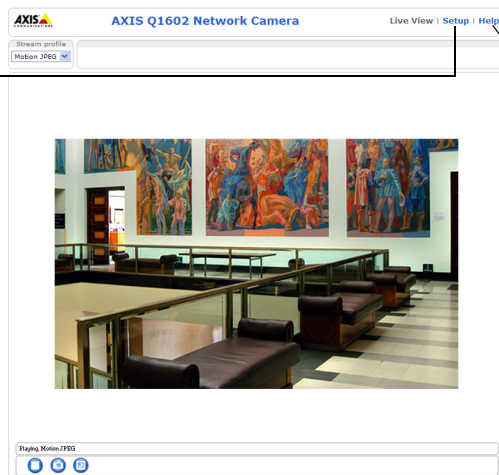 AXIS
COMMUNICATIONS
AXIS Q1602 Network Camera
Live View | Setup | Help
Stream profile
Motion JPEG
Playing, Motion JPEG